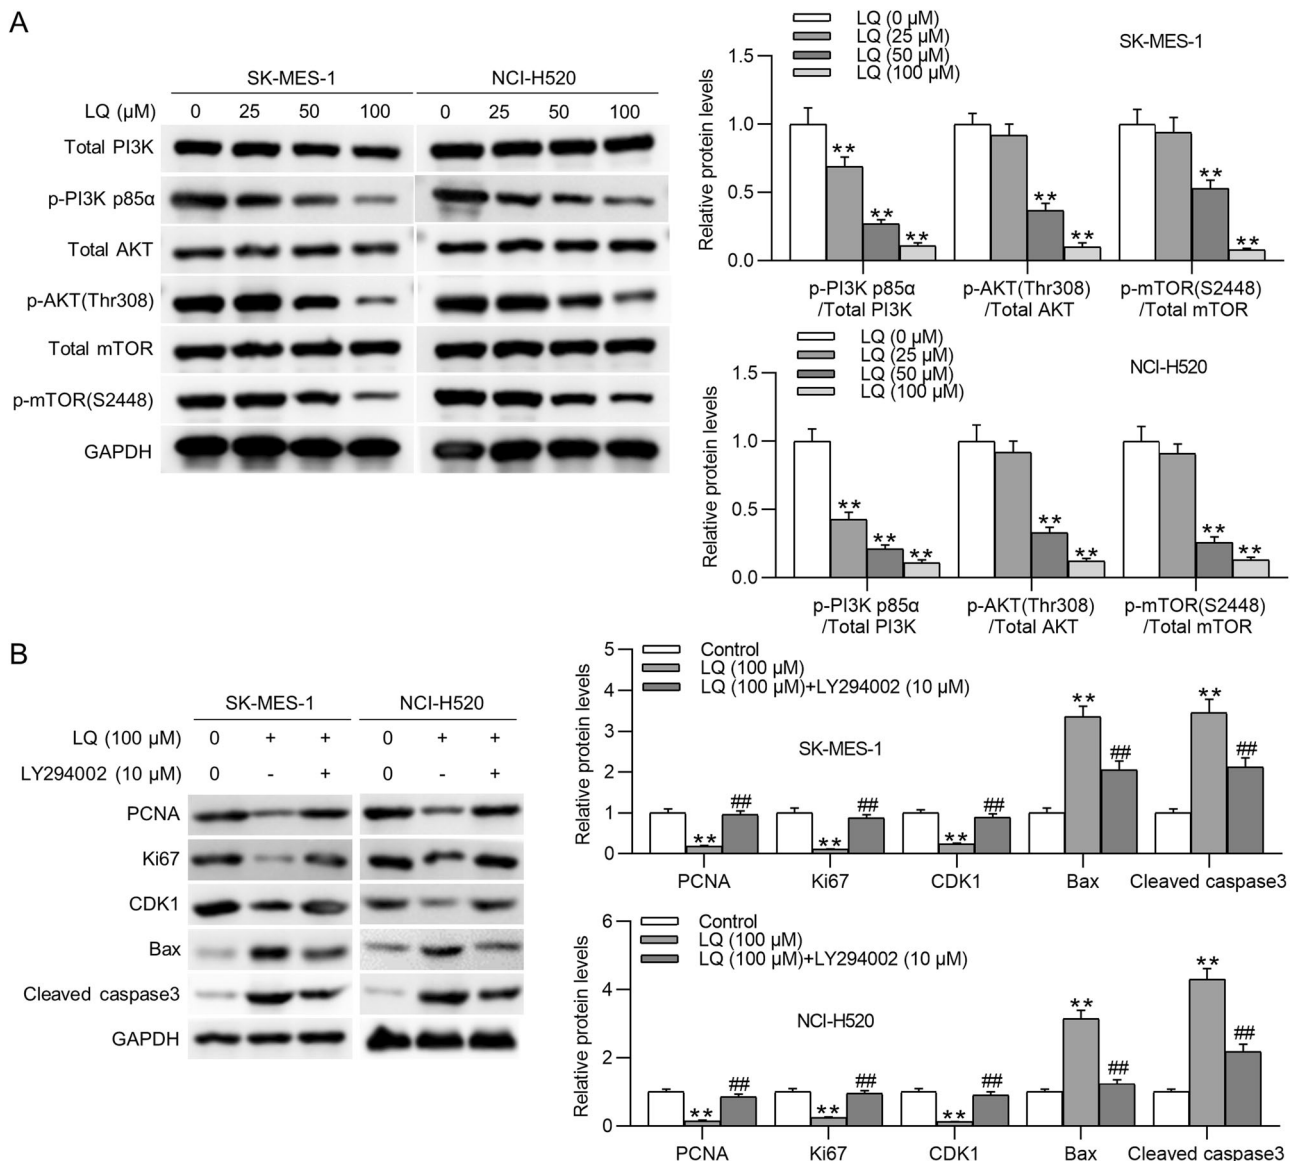 A
SK-MES-1 NCI-H520
LQ (μM) 0 25 50 100 0 25 50 100
Total PI3K
p-PI3K p85α
Total AKT
p-AKT(Thr308)
Total mTOR
p-mTOR(S2448)
GAPDH
LQ (0 μM)
LQ (25 μM)
LQ (50 μM)
LQ (100 μM)
SK-MES-1
Relative protein levels
1.5
1.0
0.5
0.0
** ** ** ** ** ** **
p-PI3K p85α p-AKT(Thr308) p-mTOR(S2448)
/Total PI3K /Total AKT /Total mTOR
LQ (0 μM)
LQ (25 μM)
LQ (50 μM)
LQ (100 μM)
NCI-H520
Relative protein levels
1.5
1.0
0.5
0.0
** ** ** ** ** ** **
p-PI3K p85α p-AKT(Thr308) p-mTOR(S2448)
/Total PI3K /Total AKT /Total mTOR
B
SK-MES-1 NCI-H520
LQ (100 μM) 0 + + 0 + +
LY294002 (10 μM) 0 - + 0 - +
PCNA
Ki67
CDK1
Bax
Cleaved caspase3
GAPDH
Control
LQ (100 μM)
LQ (100 μM)+LY294002 (10 μM)
SK-MES-1
Relative protein levels
5
4
3
2
1
0
** ## ** ## ** ## ** ## ** ##
PCNA Ki67 CDK1 Bax Cleaved caspase3
Control
LQ (100 μM)
LQ (100 μM)+LY294002 (10 μM)
NCI-H520
Relative protein levels
6
4
2
0
** ## ** ## ** ## ** ## ** ##
PCNA Ki67 CDK1 Bax Cleaved caspase3